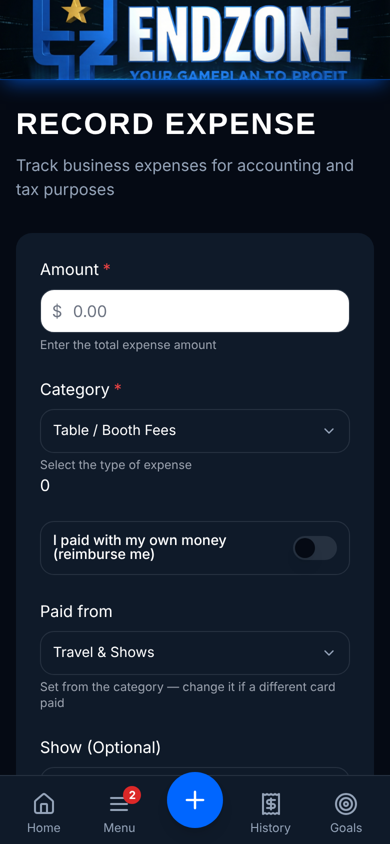 ENDZONE
YOUR GAMEPLAN TO PROFIT
RECORD EXPENSE
Track business expenses for accounting and
tax purposes
Amount *
$ 0.00
Enter the total expense amount
Category *
Table / Booth Fees
Select the type of expense
0
I paid with my own money
(reimburse me)
Paid from
Travel & Shows
Set from the category — change it if a different card
paid
Show (Optional)
2
Home
Menu
History
Goals